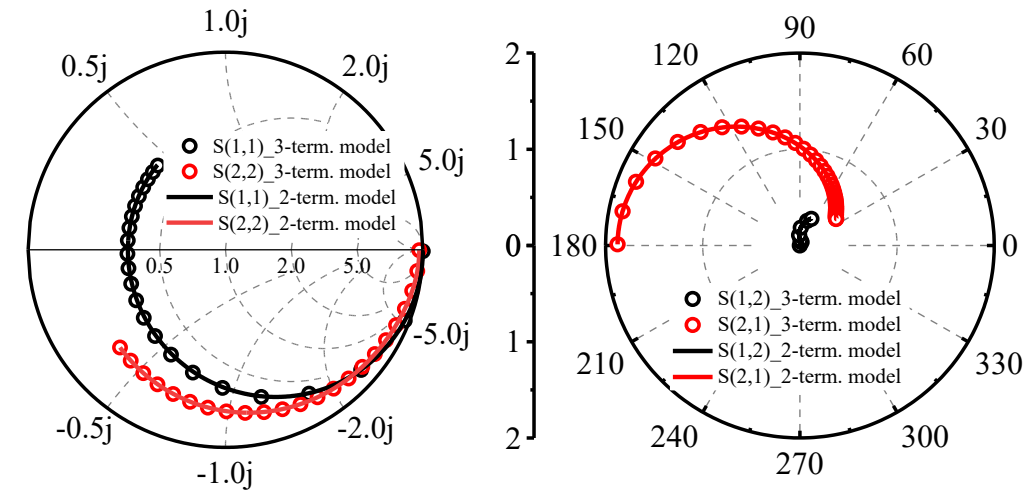 1.0j
0.5j
2.0j
S(1,1)_3-term. model
S(2,2)_3-term. model
S(1,1)_2-term. model
S(2,2)_2-term. model
5.0j
0.5 1.0 2.0 5.0
-5.0j
-0.5j
-2.0j
-1.0j
2
1
0
1
2
90
120 60
150 30
180 0
S(1,2)_3-term. model
S(2,1)_3-term. model
S(1,2)_2-term. model
S(2,1)_2-term. model
210 330
240 300
270